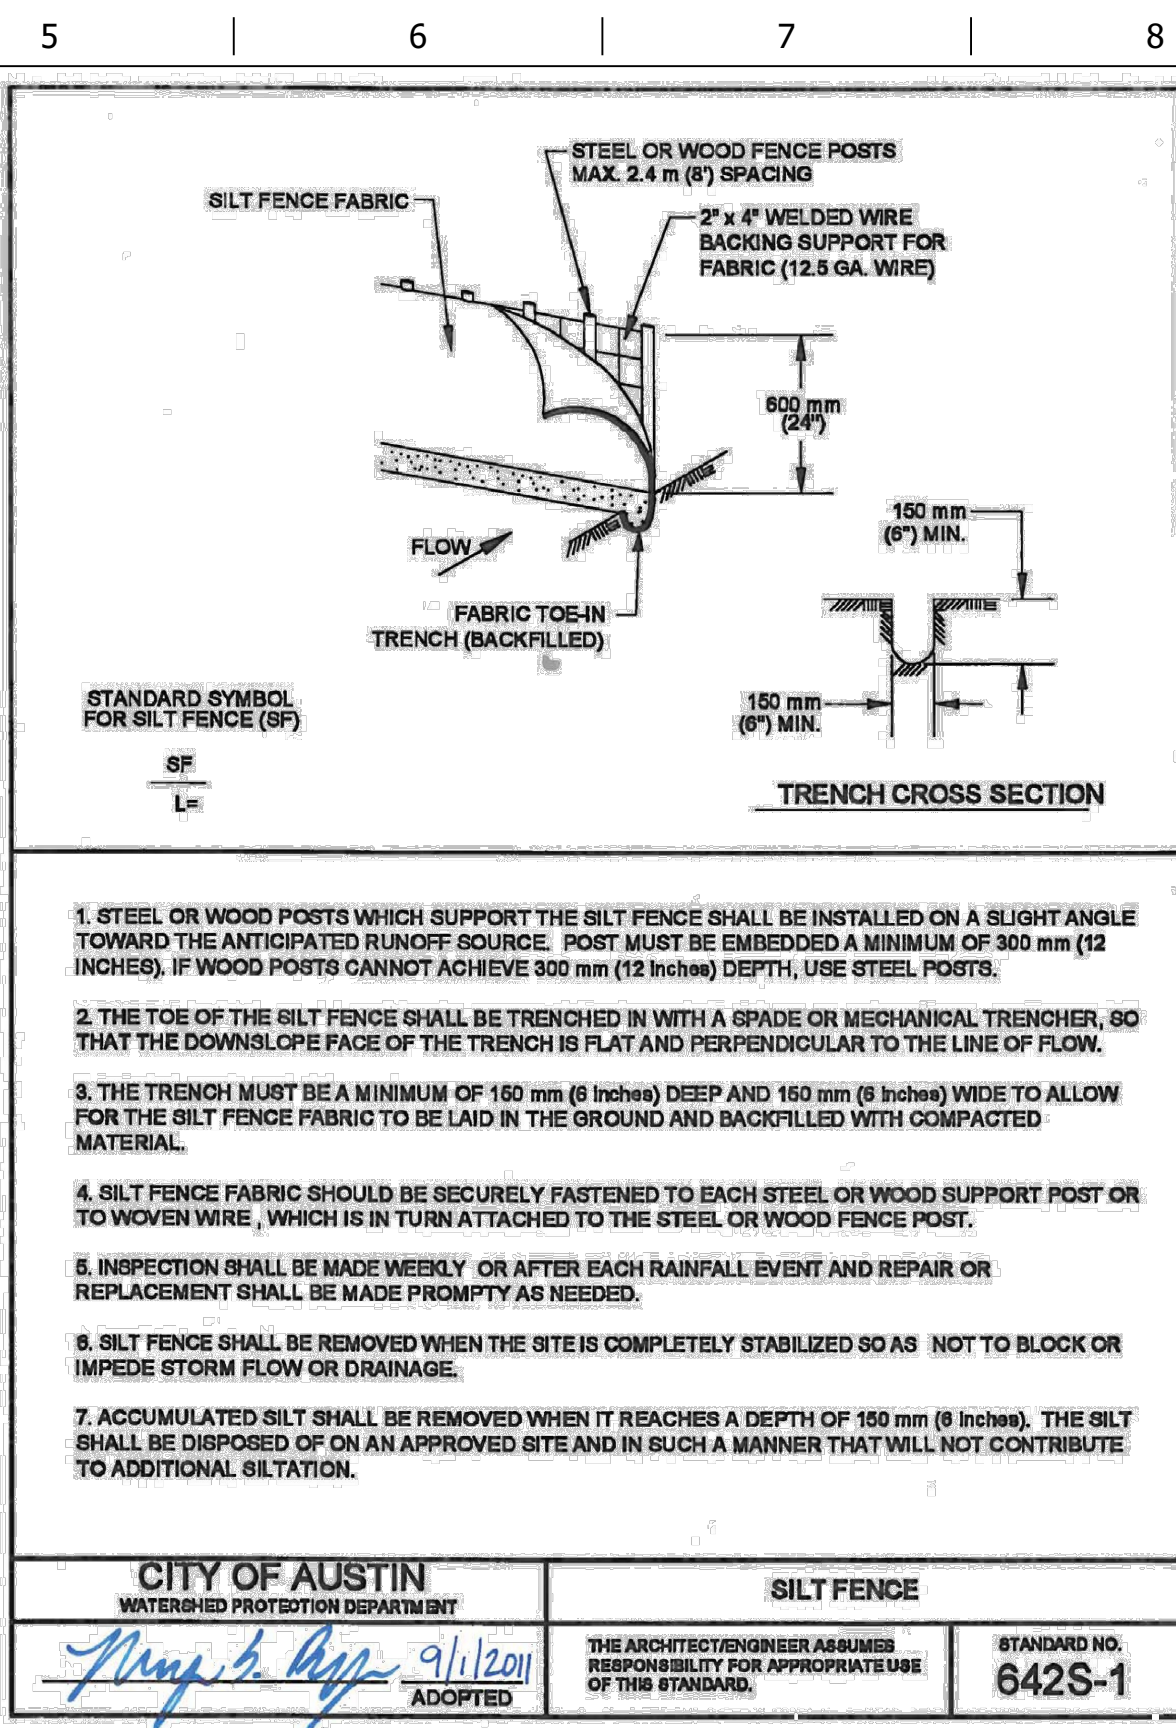 5 | 6 | 7 | 8
STEEL OR WOOD FENCE POSTS
MAX. 2.4 m (8') SPACING
SILT FENCE FABRIC
2" x 4" WELDED WIRE
BACKING SUPPORT FOR
FABRIC (12.5 GA. WIRE)
600 mm
(24")
150 mm
(6") MIN.
FLOW
FABRIC TOE-IN
TRENCH (BACKFILLED)
STANDARD SYMBOL
FOR SILT FENCE (SF)
150 mm
(6") MIN.
SF
L=
TRENCH CROSS SECTION
1. STEEL OR WOOD POSTS WHICH SUPPORT THE SILT FENCE SHALL BE INSTALLED ON A SLIGHT ANGLE
TOWARD THE ANTICIPATED RUNOFF SOURCE. POST MUST BE EMBEDDED A MINIMUM OF 300 mm (12
INCHES). IF WOOD POSTS CANNOT ACHIEVE 300 mm (12 inches) DEPTH, USE STEEL POSTS.
2. THE TOE OF THE SILT FENCE SHALL BE TRENCHED IN WITH A SPADE OR MECHANICAL TRENCHER, SO
THAT THE DOWNSLOPE FACE OF THE TRENCH IS FLAT AND PERPENDICULAR TO THE LINE OF FLOW.
3. THE TRENCH MUST BE A MINIMUM OF 150 mm (6 inches) DEEP AND 150 mm (6 inches) WIDE TO ALLOW
FOR THE SILT FENCE FABRIC TO BE LAID IN THE GROUND AND BACKFILLED WITH COMPACTED
MATERIAL.
4. SILT FENCE FABRIC SHOULD BE SECURELY FASTENED TO EACH STEEL OR WOOD SUPPORT POST OR
TO WOVEN WIRE , WHICH IS IN TURN ATTACHED TO THE STEEL OR WOOD FENCE POST.
5. INSPECTION SHALL BE MADE WEEKLY OR AFTER EACH RAINFALL EVENT AND REPAIR OR
REPLACEMENT SHALL BE MADE PROMPTY AS NEEDED.
6. SILT FENCE SHALL BE REMOVED WHEN THE SITE IS COMPLETELY STABILIZED SO AS NOT TO BLOCK OR
IMPEDE STORM FLOW OR DRAINAGE.
7. ACCUMULATED SILT SHALL BE REMOVED WHEN IT REACHES A DEPTH OF 150 mm (6 inches). THE SILT
SHALL BE DISPOSED OF ON AN APPROVED SITE AND IN SUCH A MANNER THAT WILL NOT CONTRIBUTE
TO ADDITIONAL SILTATION.
CITY OF AUSTIN
WATERSHED PROTECTION DEPARTMENT
SILT FENCE
9/1/2011
ADOPTED
THE ARCHITECT/ENGINEER ASSUMES
RESPONSIBILITY FOR APPROPRIATE USE
OF THIS STANDARD.
STANDARD NO.
642S-1